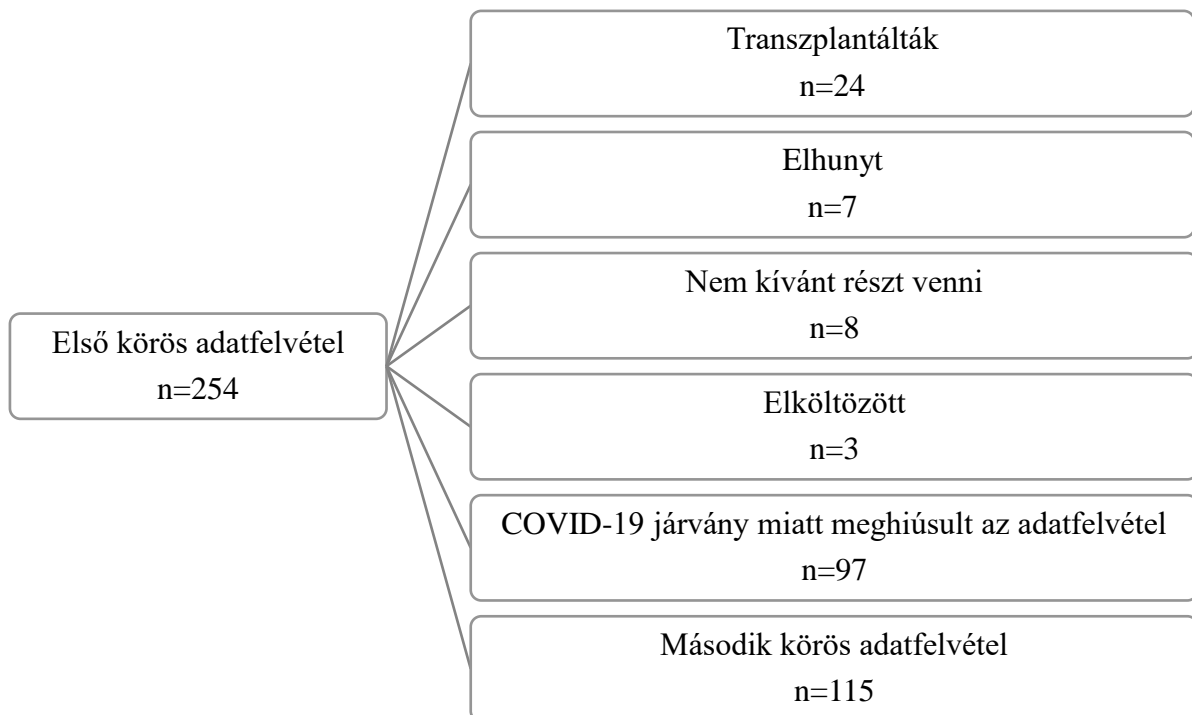 Transzplantálták
n=24
Elhunyt
n=7
Nem kívánt részt venni
n=8
Első körös adatfelvétel
n=254
Elköltözött
n=3
COVID-19 járvány miatt meghiúsult az adatfelvétel
n=97
Második körös adatfelvétel
n=115